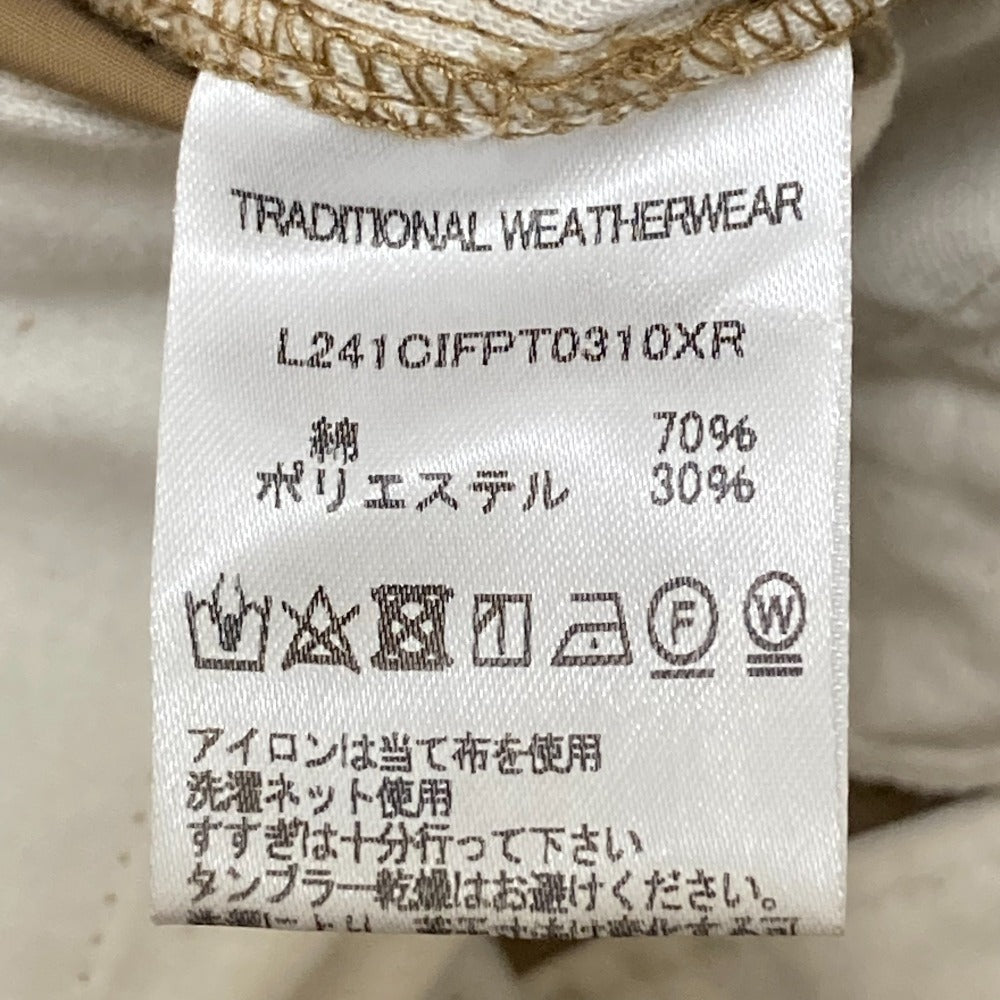 TRADITIONAL WEATHERWEAR
L241CIFPT0310XR
綿 70%
ポリエステル 30%
F W
アイロンは当て布を使用
洗濯ネット使用
すすぎは十分行って下さい
タンブラー乾燥はお避けください。